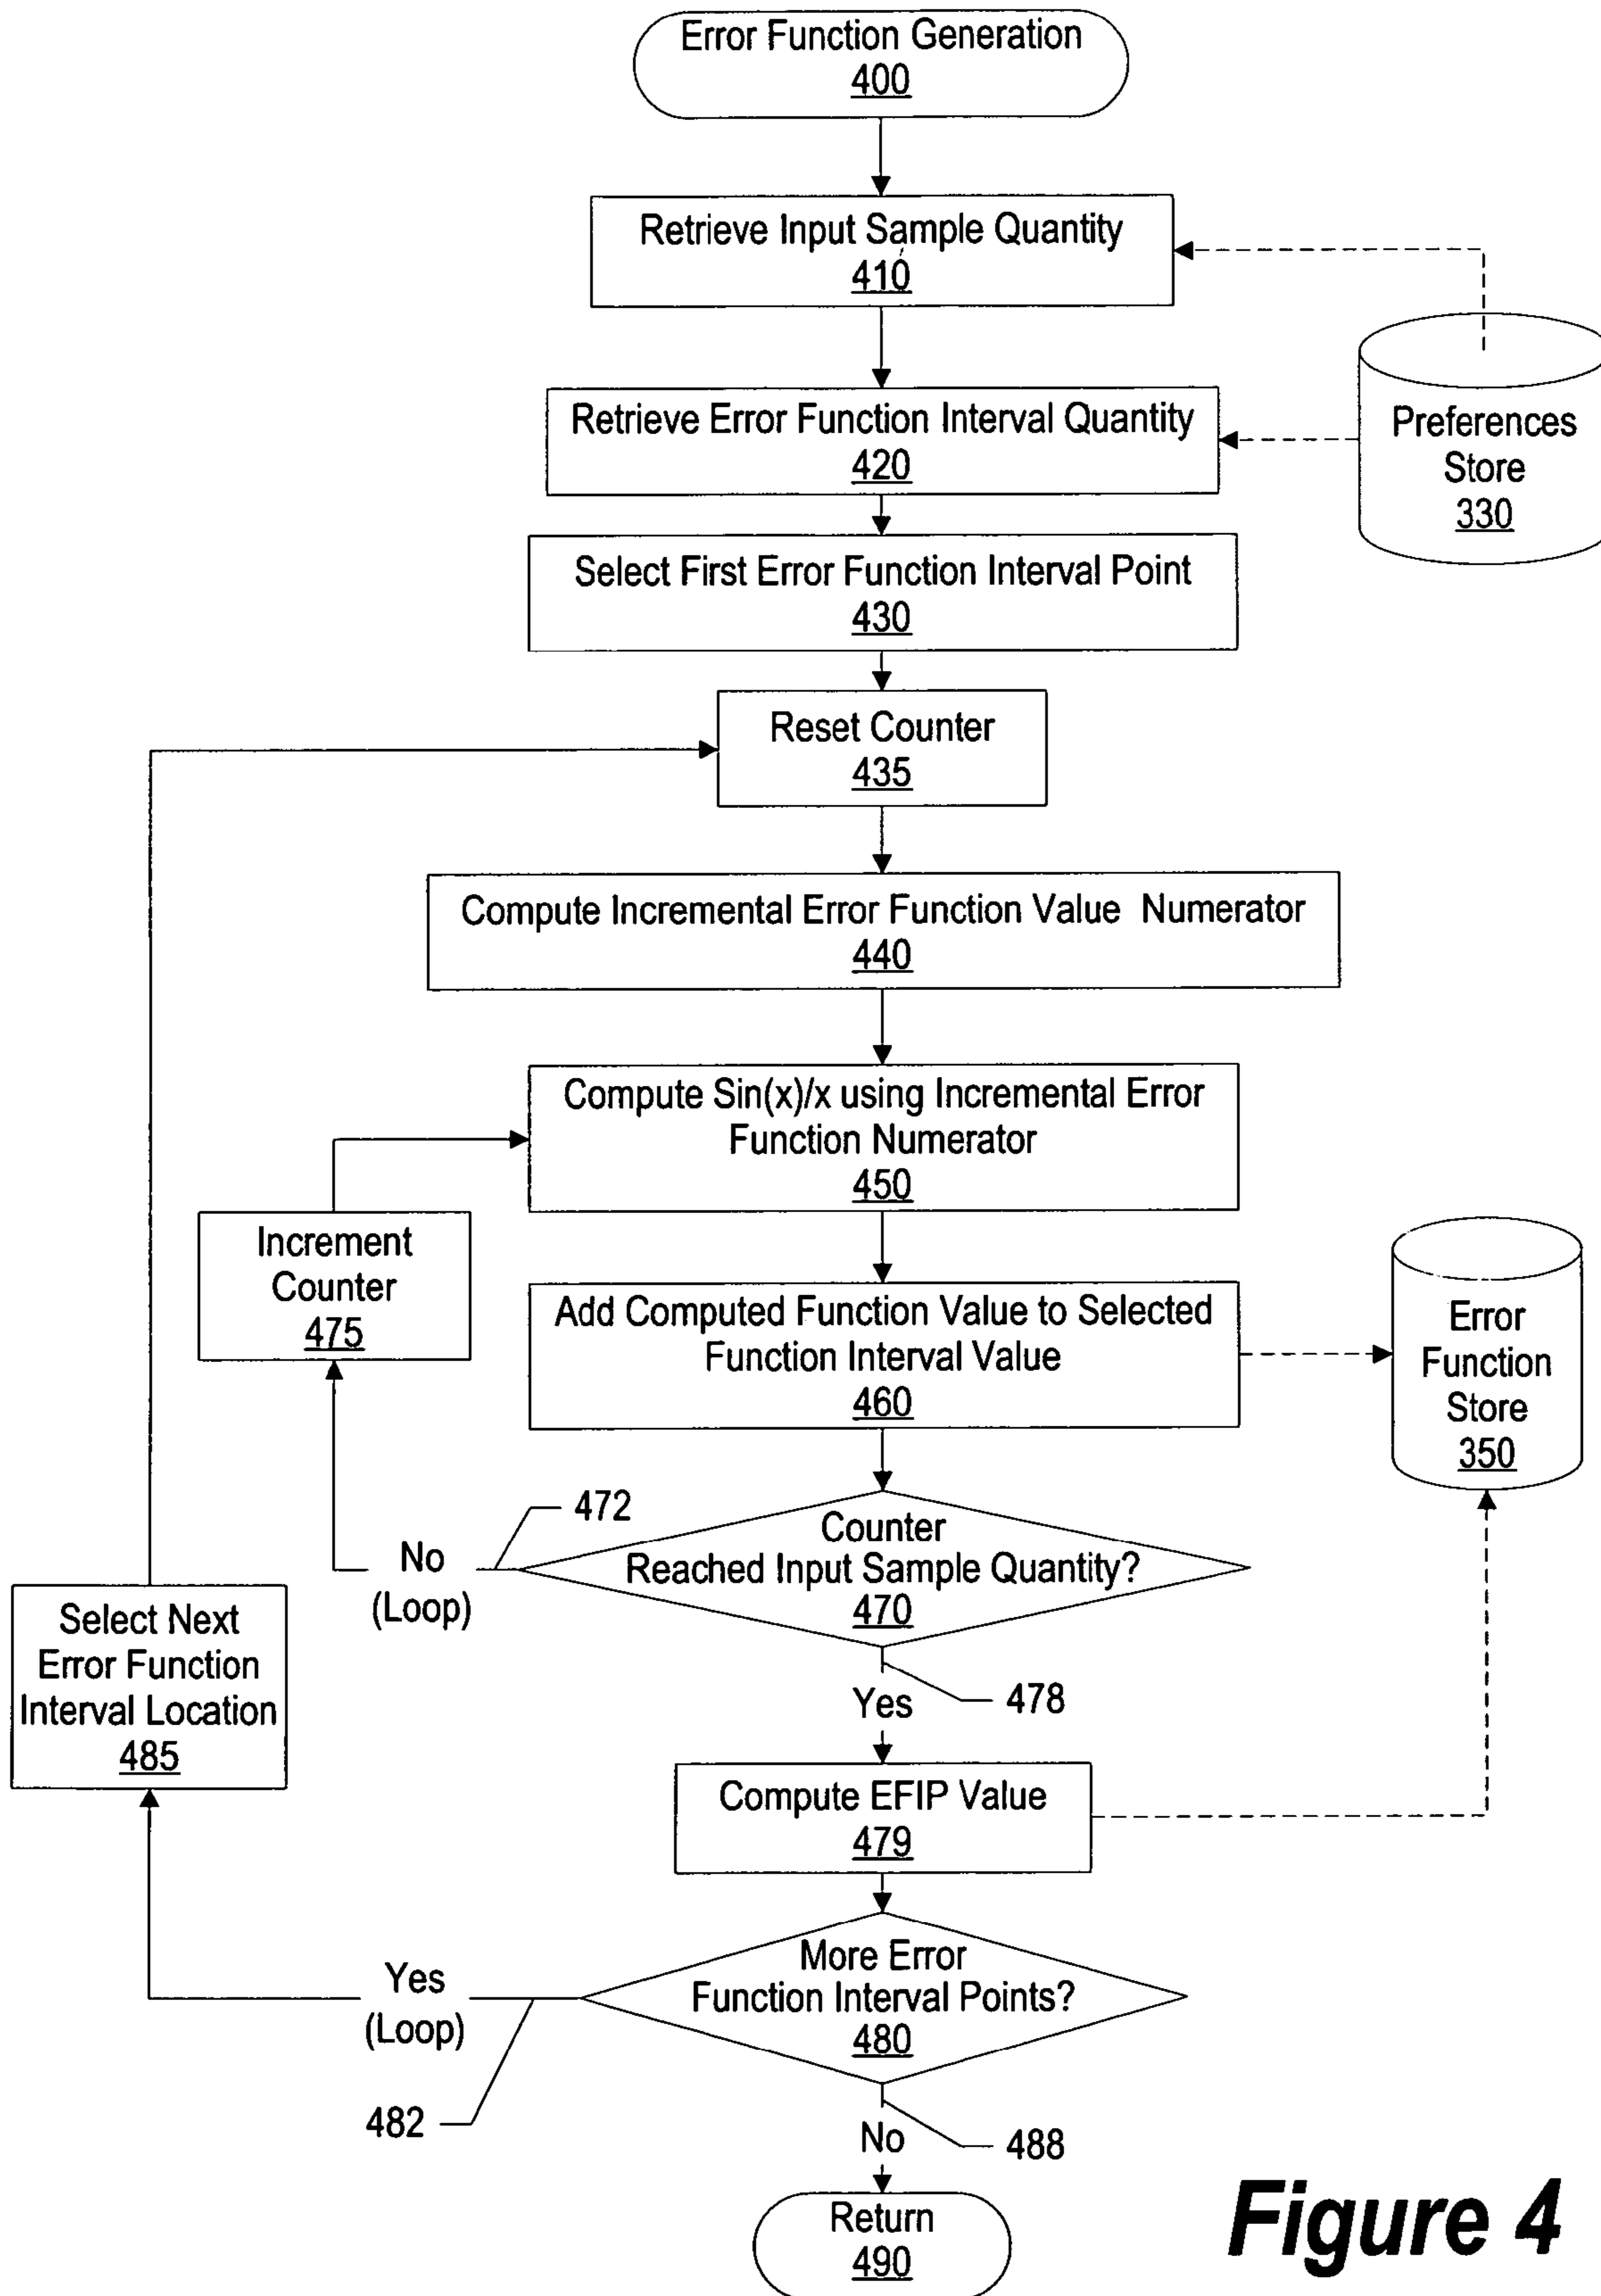 Error Function Generation
400
Retrieve Input Sample Quantity
410
Retrieve Error Function Interval Quantity
420
Preferences
Store
330
Select First Error Function Interval Point
430
Reset Counter
435
Compute Incremental Error Function Value Numerator
440
Compute Sin(x)/x using Incremental Error
Function Numerator
450
Increment
Counter
475
Add Computed Function Value to Selected
Function Interval Value
460
Error
Function
Store
350
472
Counter
Reached Input Sample Quantity?
470
No
(Loop)
Select Next
Error Function
Interval Location
485
478
Yes
Compute EFIP Value
479
More Error
Function Interval Points?
480
Yes
(Loop)
482
488
No
Return
490
Figure 4